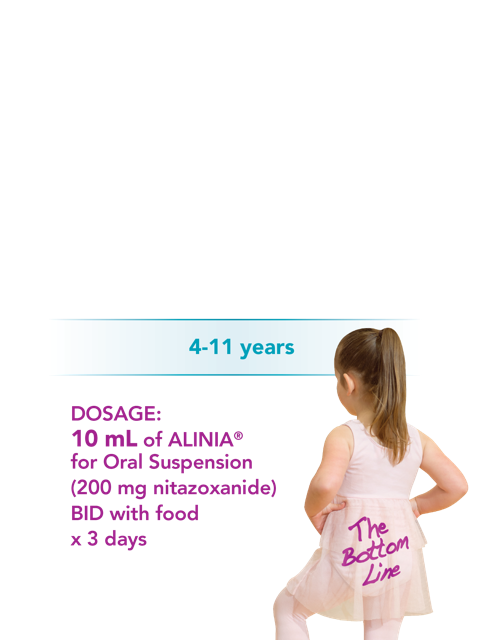 4-11 years
DOSAGE:
10 mL of ALINIA®
for Oral Suspension
(200 mg nitazoxanide)
BID with food
x 3 days
The
Bottom
Line